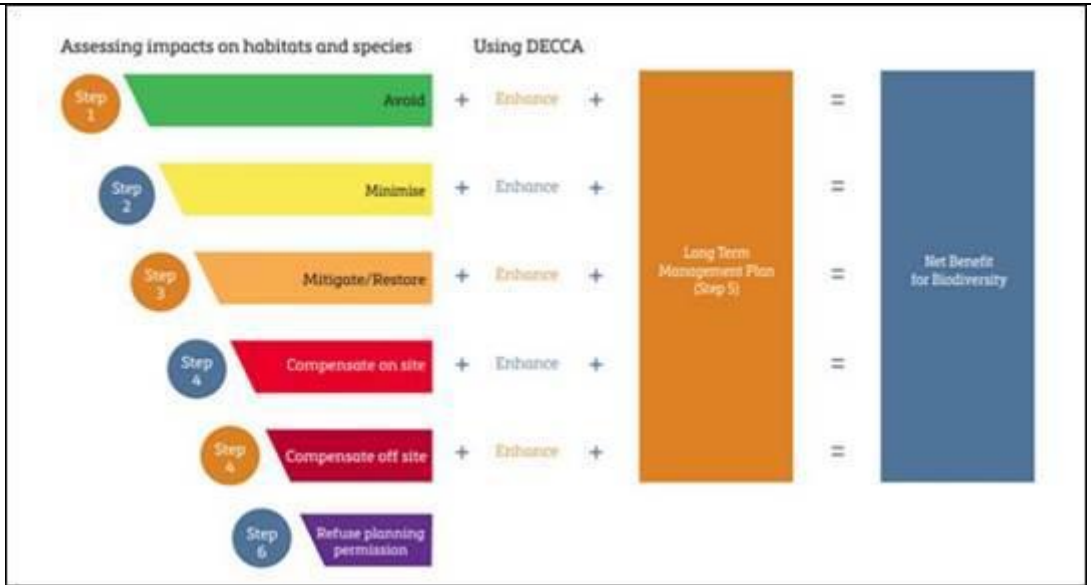 Assessing impacts on habitats and species
Using DECCA
Step
1
Avoid
+ Enhance + =
Step
2
Minimise
+ Enhance + =
Step
3
Mitigate/Restore
+ Enhance + =
Step
4
Compensate on site
+ Enhance + =
Step
4
Compensate off site
+ Enhance + =
Step
6
Refuse planning
permission
Long Term
Management Plan
(Step 5)
Net Benefit
for Biodiversity